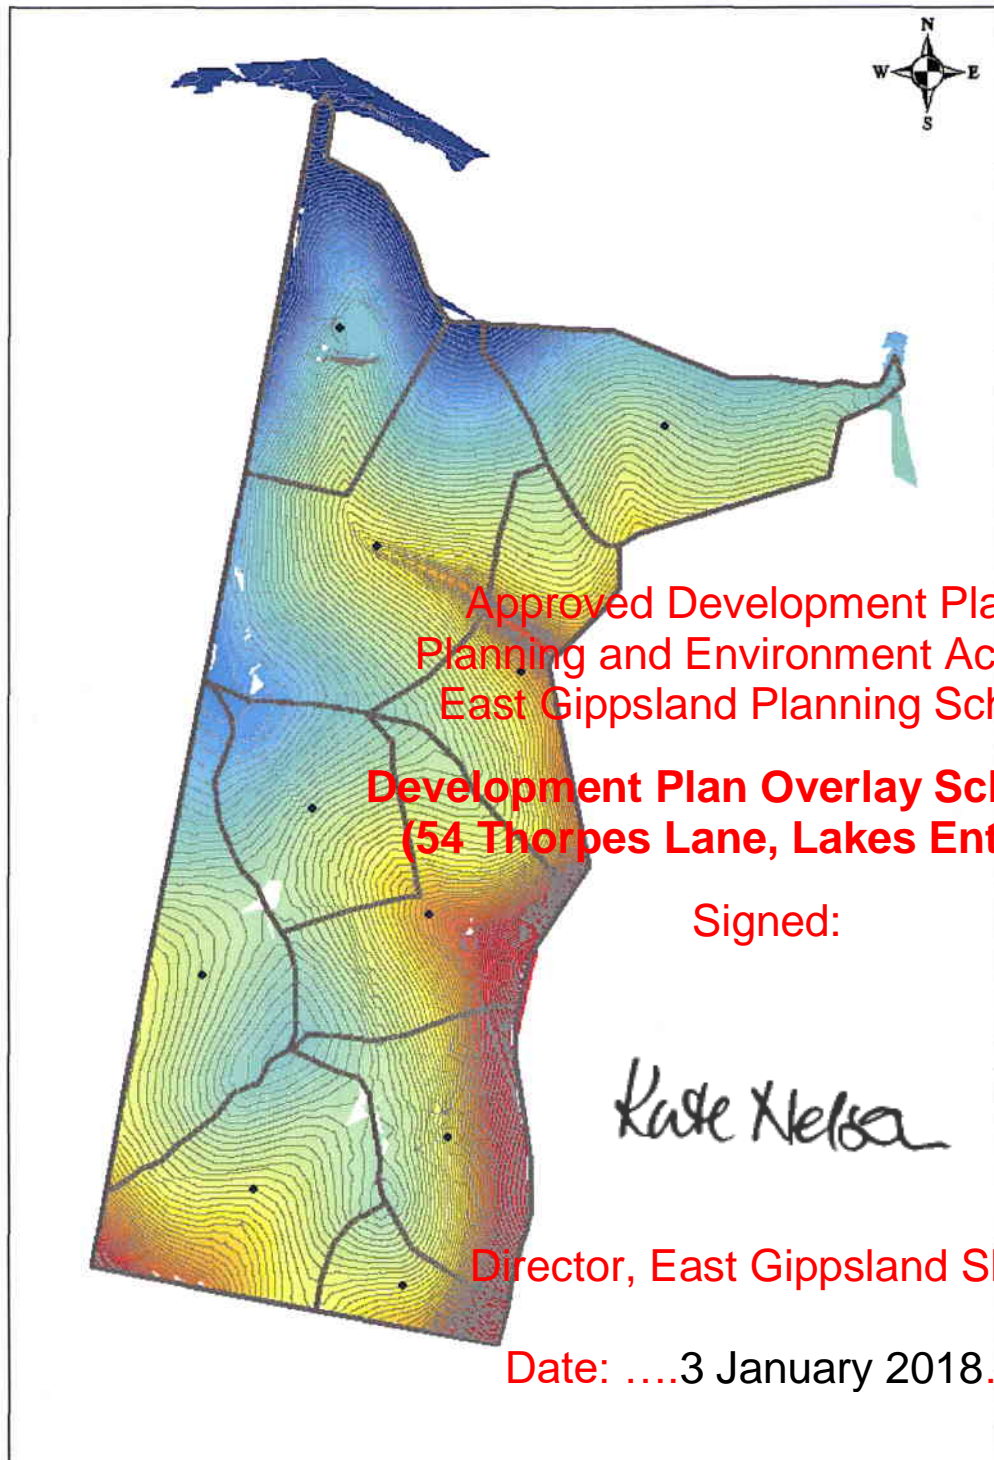 N
W E
S
Approved Development Pla
Planning and Environment Ac
East Gippsland Planning Sch
Development Plan Overlay Sch
(54 Thorpes Lane, Lakes Ent
Signed:
Kate Nelson
Director, East Gippsland S
Date: ....3 January 2018.